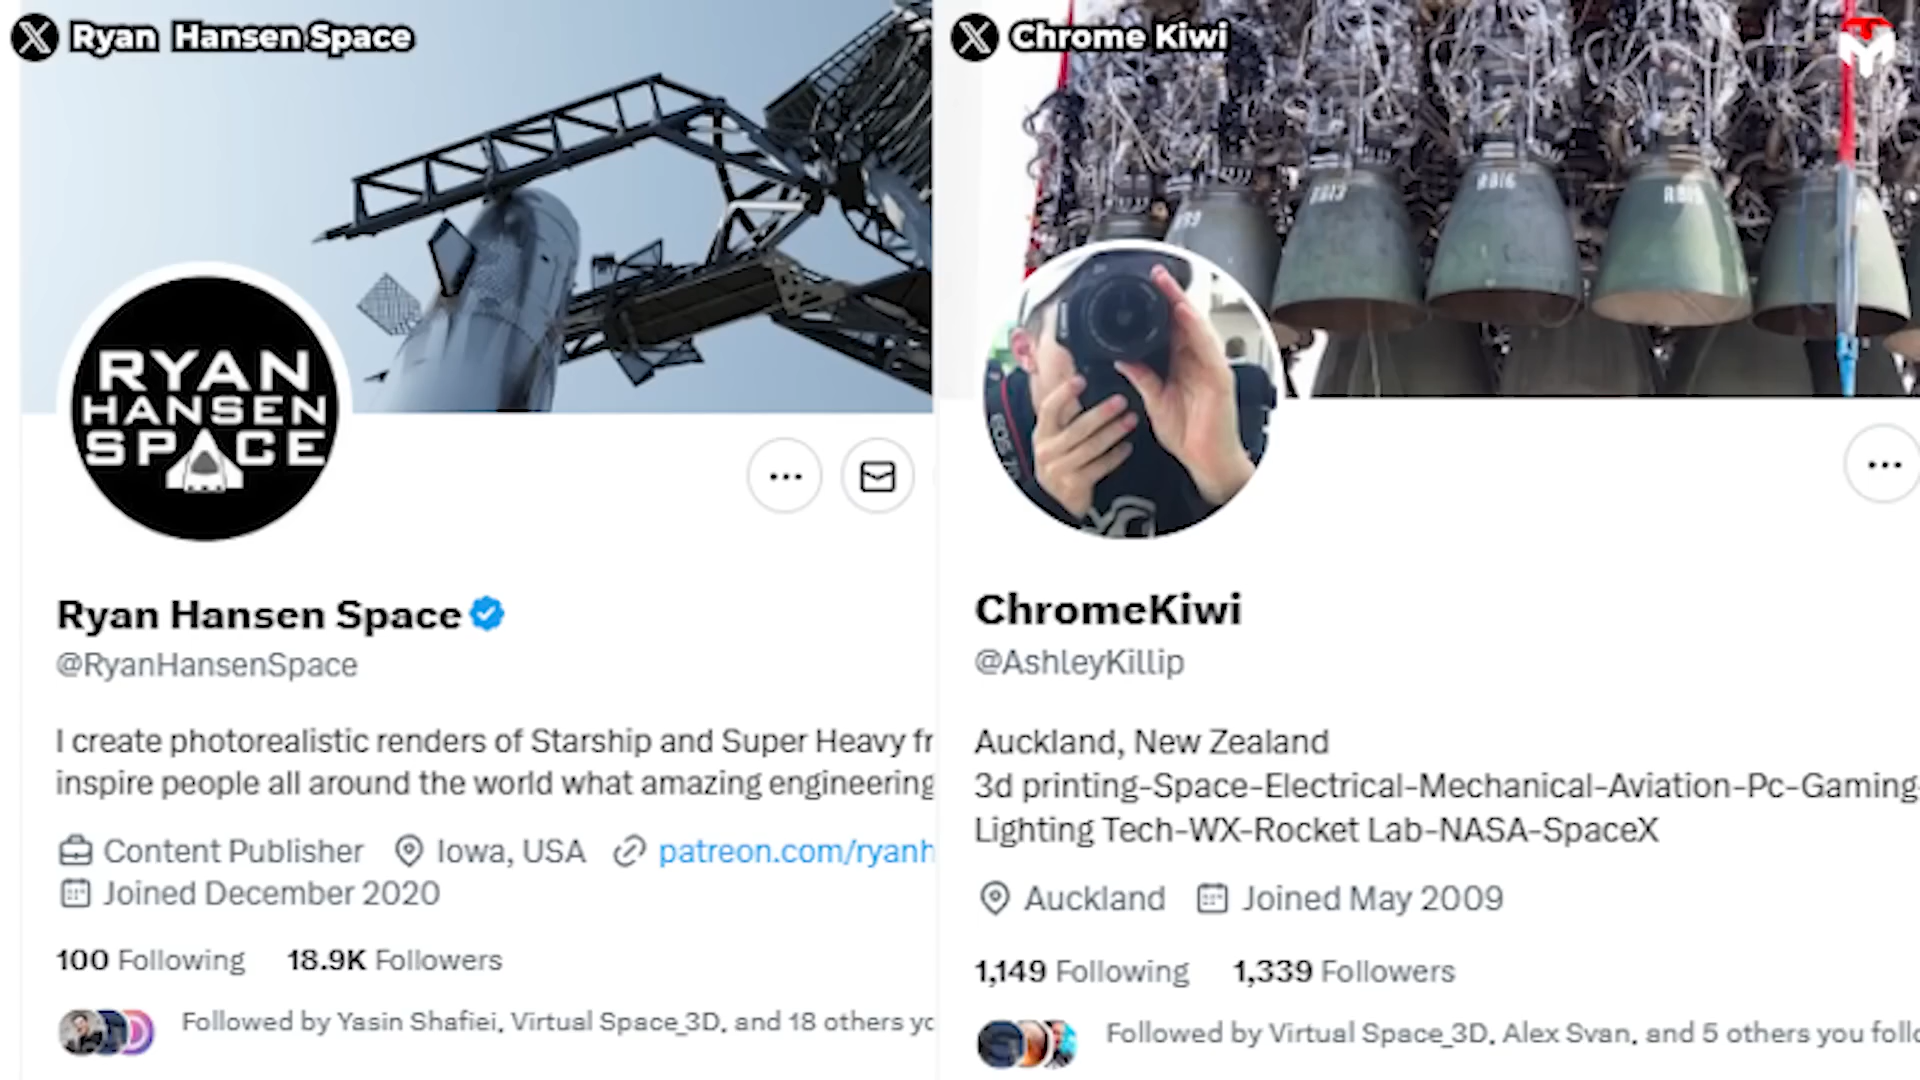 Ryan Hansen Space
RYAN
HANSEN
SPACE
Ryan Hansen Space
@RyanHansenSpace
I create photorealistic renders of Starship and Super Heavy fr
inspire people all around the world what amazing engineering
Content Publisher Iowa, USA patreon.com/ryanh
Joined December 2020
100 Following 18.9K Followers
Followed by Yasin Shafiei, Virtual Space_3D, and 18 others yo
Chrome Kiwi
ChromeKiwi
@AshleyKillip
Auckland, New Zealand
3d printing-Space-Electrical-Mechanical-Aviation-Pc-Gaming-
Lighting Tech-WX-Rocket Lab-NASA-SpaceX
Auckland Joined May 2009
1,149 Following 1,339 Followers
Followed by Virtual Space_3D, Alex Svan, and 5 others you follo